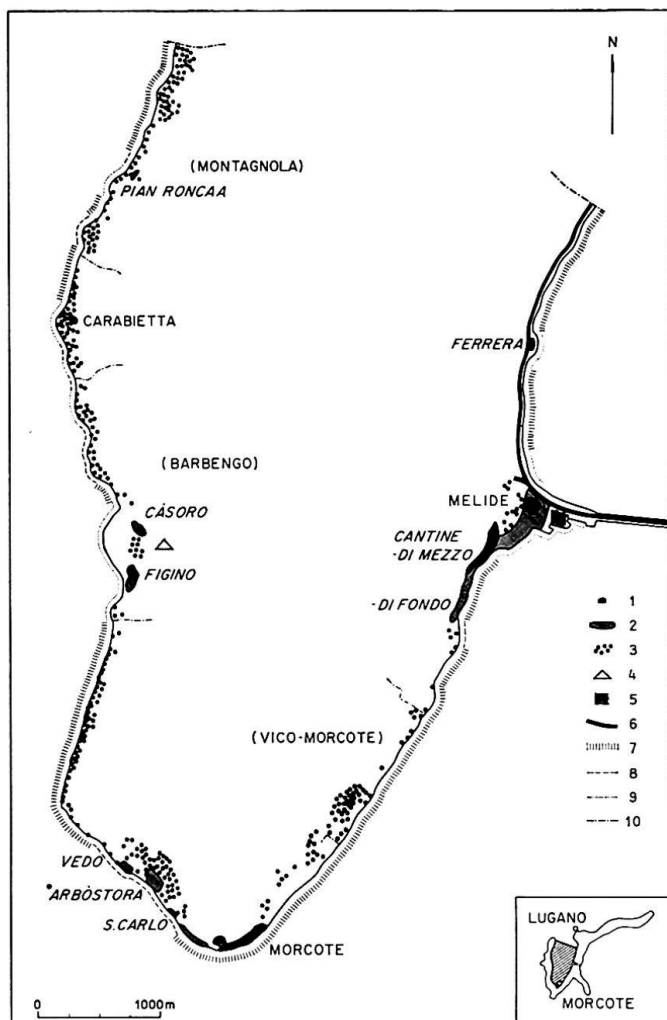 N
(MONTAGNOLA)
PIAN RONCAA
CARABIETTA
FERRERA
(BARBENGO)
MELIDE
CÀSORO
CANTINE
-DI MEZZO
FIGINO
-DI FONDO
1
2
3
4
5
6
7
8
9
10
(VICO-MORCOTE)
VEDO
ARBÒSTORA
S. CARLO
MORCOTE
0 1000m
LUGANO
MORCOTE